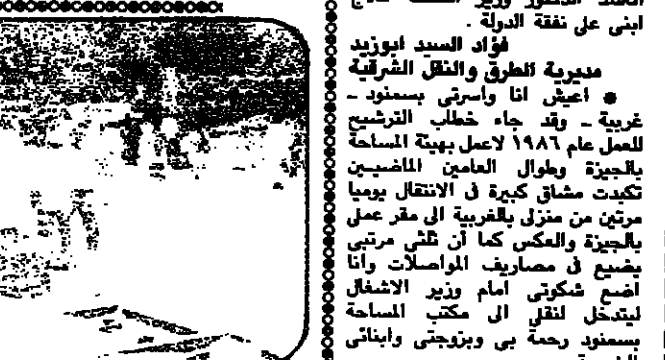 ابنى على نفقة الدولة .
فؤاد السيد ابوزيد
مديرية الطرق والنقل الشرقية
● اعيش انا واسرتى بسمنود ـ
غربية ـ وقد جاء خطاب الترشيح
للعمل عام ١٩٨٦ لاعمل بهيئة المساحة
بالجيزة وطوال العامين الماضيين
تكبدت مشاق كبيرة فى الانتقال يوميا
مرتين من منزلى بالغربية الى مقر عملى
بالجيزة والعكس كما أن ثلثى مرتبى
يضيع فى مصاريف المواصلات وانا
اضع شكوتى امام وزير الاشغال
ليتدخل لنقلى الى مكتب المساحة
بسمنود رحمة بى وبزوجتى وابنائى